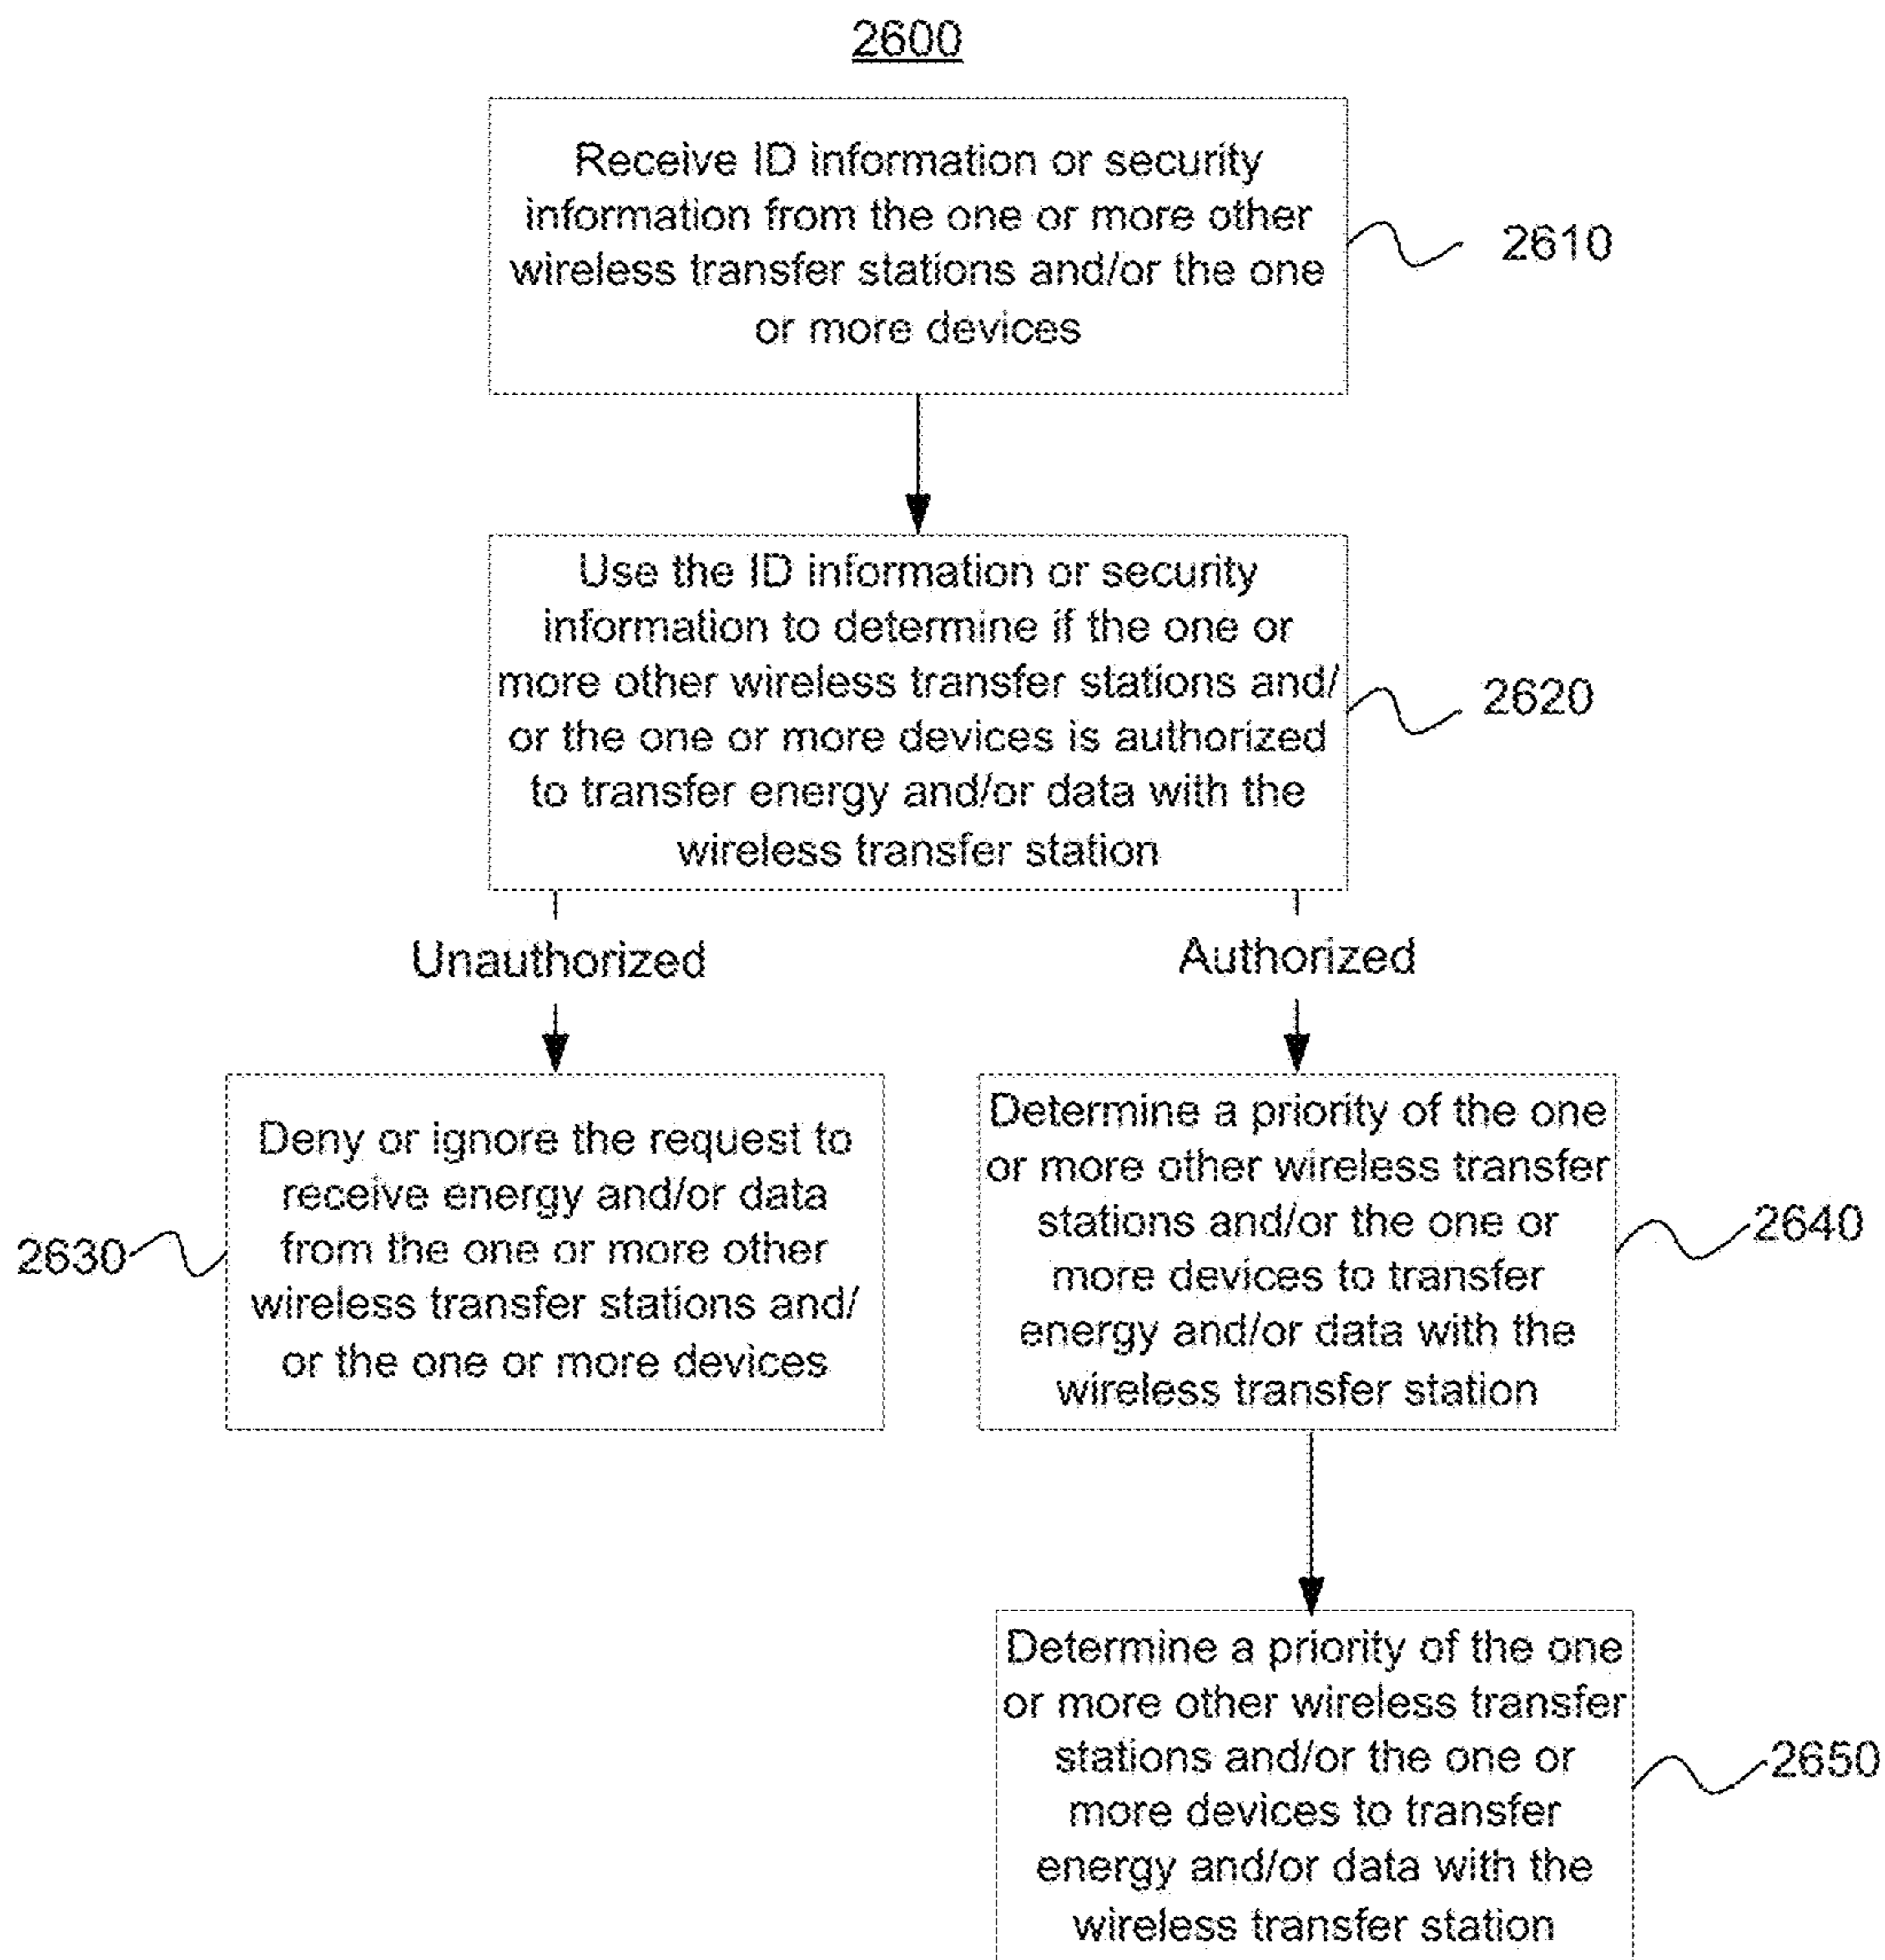 2600
Receive ID information or security
information from the one or more other
wireless transfer stations and/or the one
or more devices
2610
Use the ID information or security
information to determine if the one or
more other wireless transfer stations and/
or the one or more devices is authorized
to transfer energy and/or data with the
wireless transfer station
2620
Unauthorized
Authorized
Deny or ignore the request to
receive energy and/or data
from the one or more other
wireless transfer stations and/
or the one or more devices
2630
Determine a priority of the one
or more other wireless transfer
stations and/or the one or
more devices to transfer
energy and/or data with the
wireless transfer station
2640
Determine a priority of the one
or more other wireless transfer
stations and/or the one or
more devices to transfer
energy and/or data with the
wireless transfer station
2650